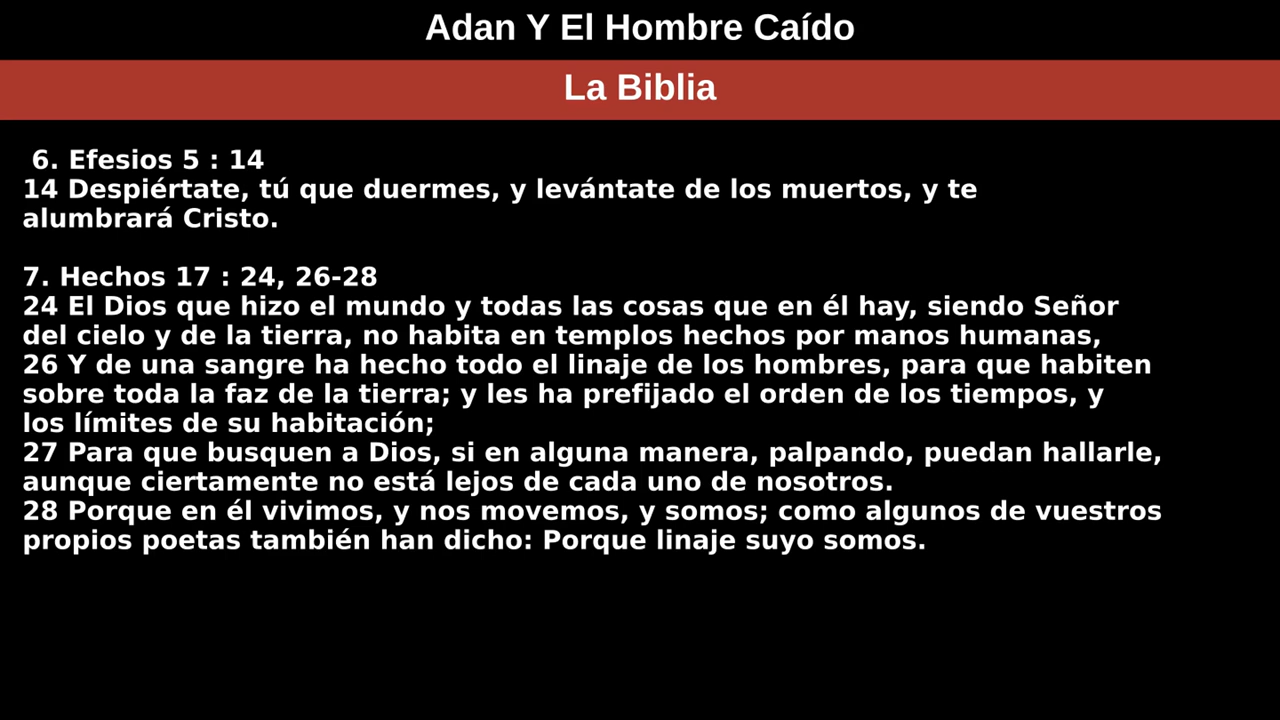 Adan Y El Hombre Caído
La Biblia
6. Efesios 5 : 14
14 Despiértate, tú que duermes, y levántate de los muertos, y te
alumbrará Cristo.
7. Hechos 17 : 24, 26-28
24 El Dios que hizo el mundo y todas las cosas que en él hay, siendo Señor
del cielo y de la tierra, no habita en templos hechos por manos humanas,
26 Y de una sangre ha hecho todo el linaje de los hombres, para que habiten
sobre toda la faz de la tierra; y les ha prefijado el orden de los tiempos, y
los límites de su habitación;
27 Para que busquen a Dios, si en alguna manera, palpando, puedan hallarle,
aunque ciertamente no está lejos de cada uno de nosotros.
28 Porque en él vivimos, y nos movemos, y somos; como algunos de vuestros
propios poetas también han dicho: Porque linaje suyo somos.